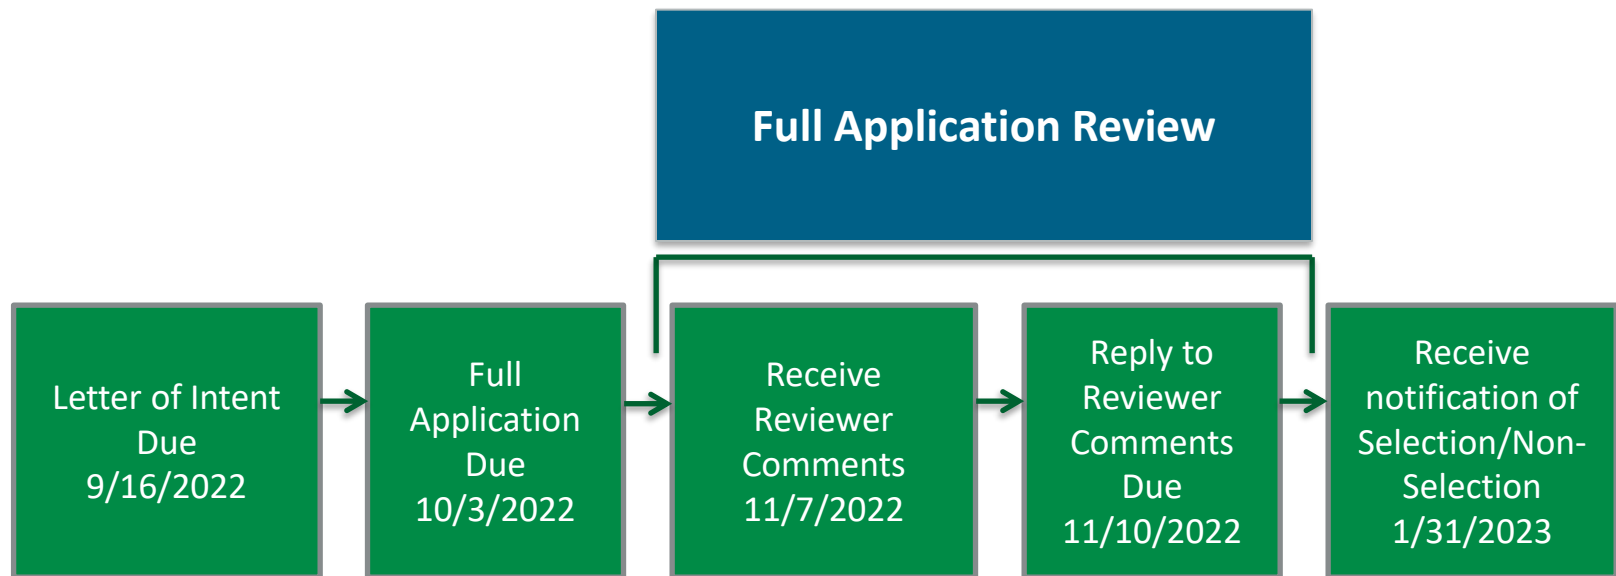 Full Application Review
Letter of Intent
Due
9/16/2022
Full
Application
Due
10/3/2022
Receive
Reviewer
Comments
11/7/2022
Reply to
Reviewer
Comments
Due
11/10/2022
Receive
notification of
Selection/Non-
Selection
1/31/2023